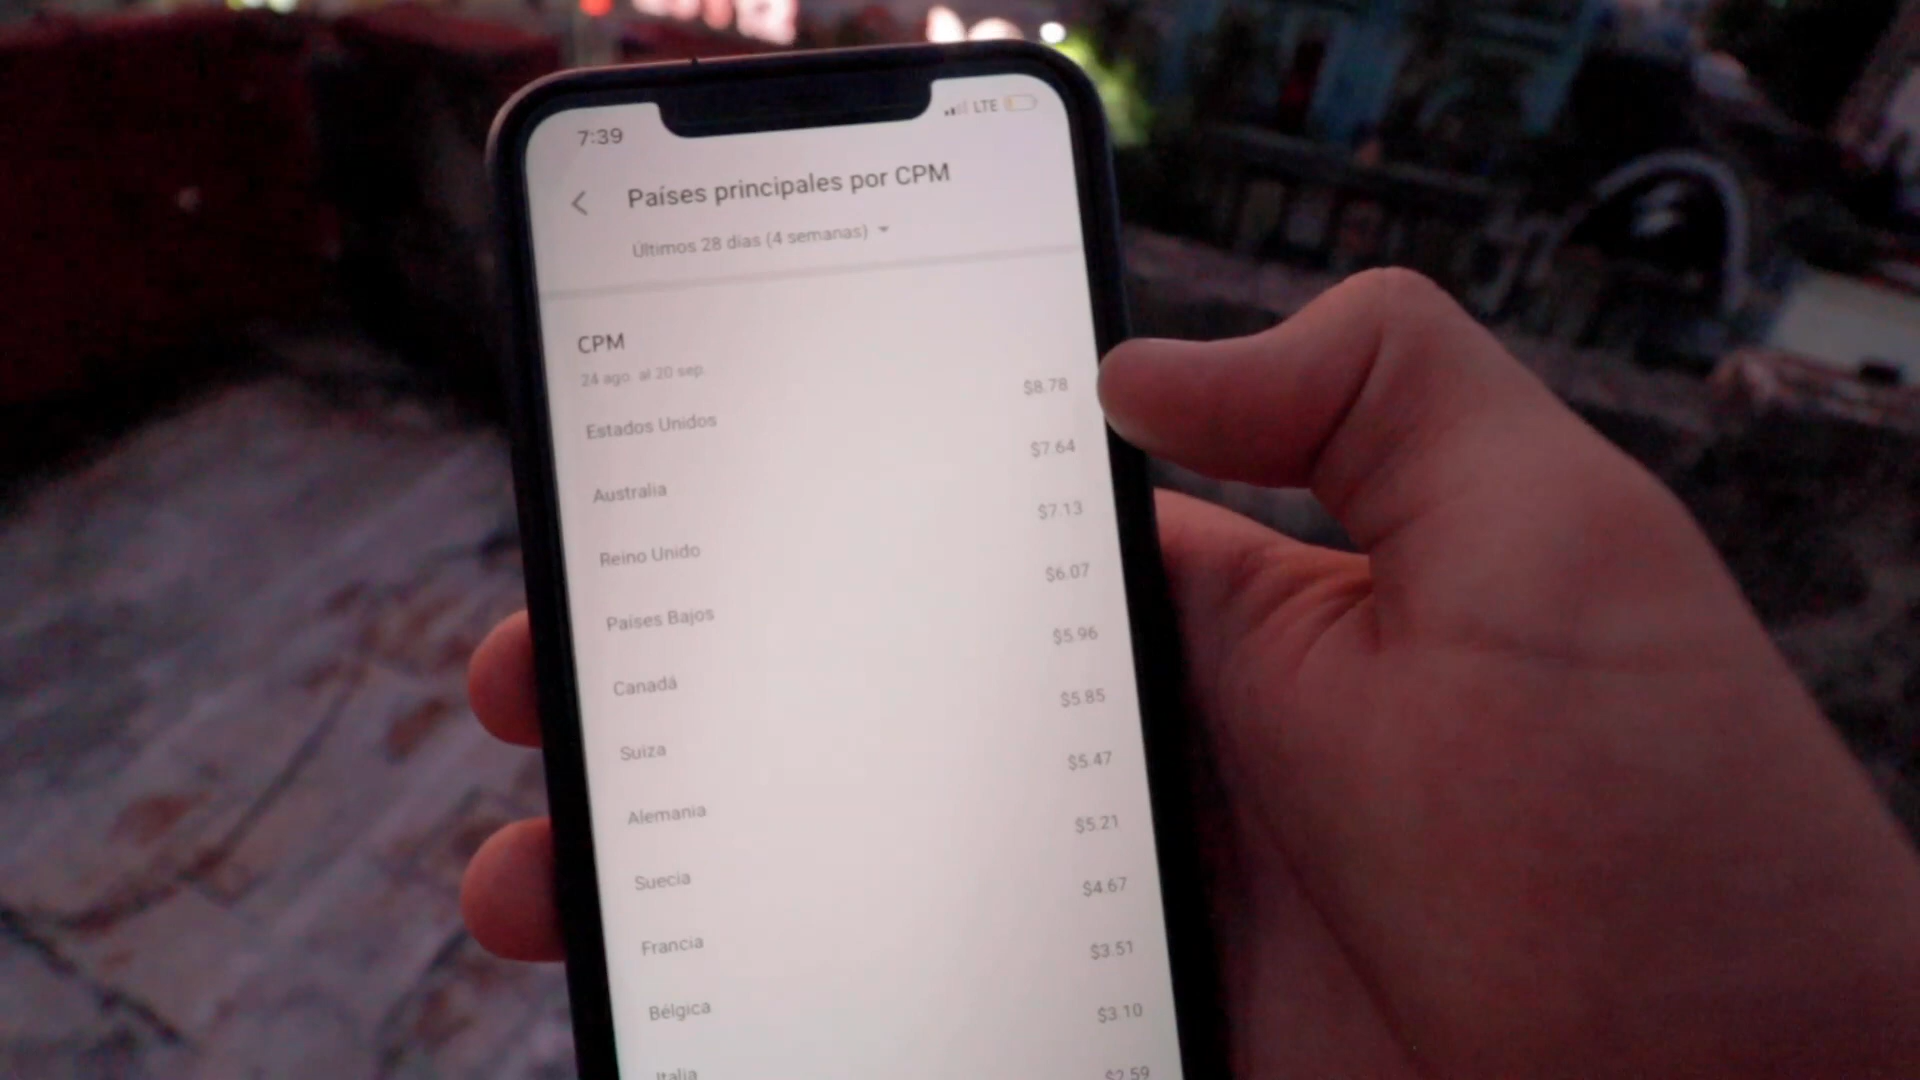 7:39 LTE
Países principales por CPM
Últimos 28 días (4 semanas)
CPM
24 ago. al 20 sep.
Estados Unidos $8.78
Australia $7.64
Reino Unido $7.13
Países Bajos $6.07
Canadá $5.96
Suiza $5.85
Alemania $5.47
Suecia $5.21
Francia $4.67
Bélgica $3.51
Italia $3.10
$2.59